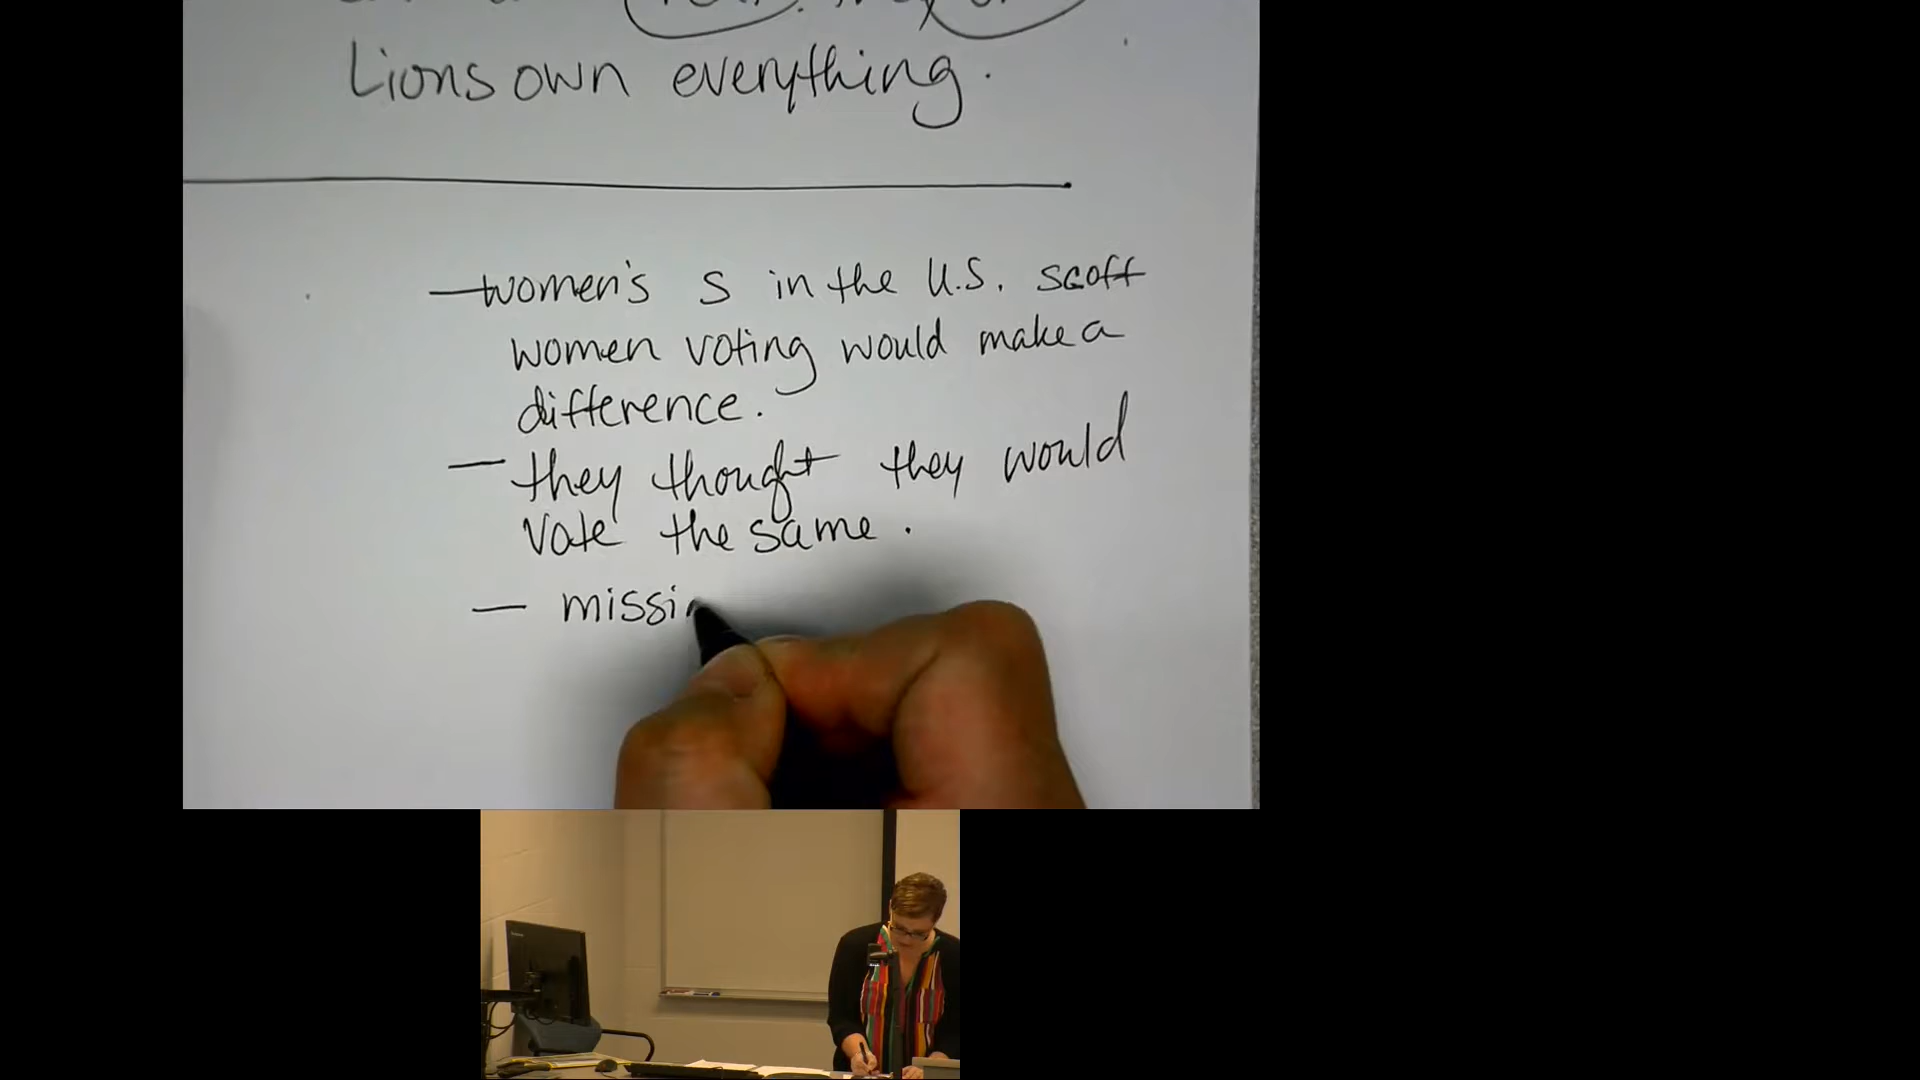 Lions own everything.
— women's S in the U.S. scoff
women voting would make a
difference.
— they thought they would
vote the same.
— missi